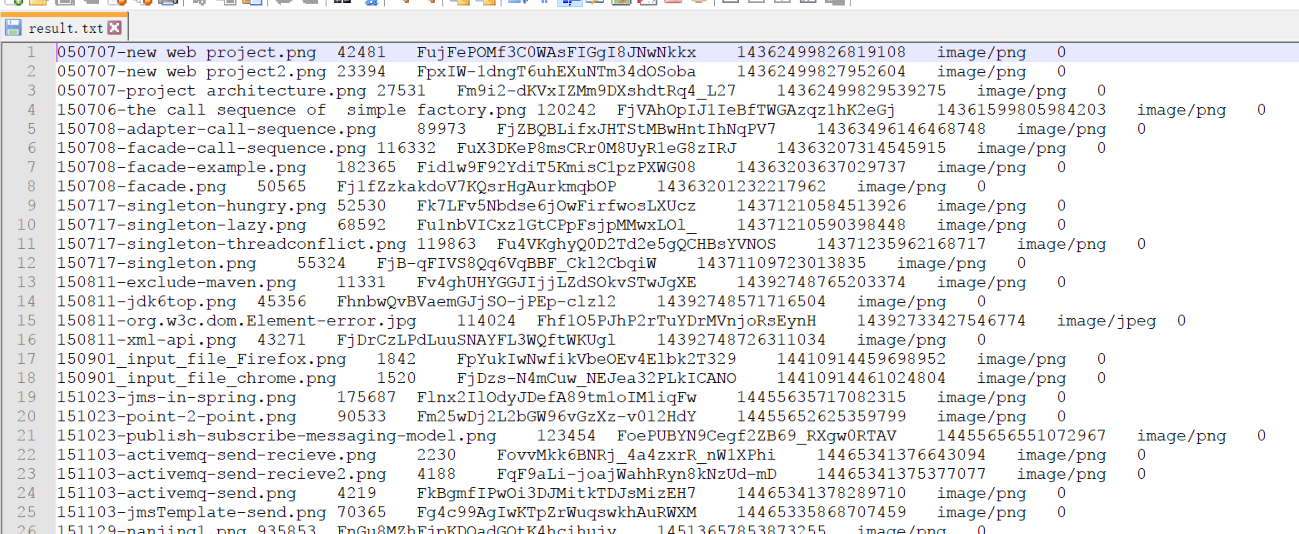 result.txt
1 050707-new web project.png 42481 FujFePOMf3C0WAsFIGgI8JNwNkkx 14362499826819108 image/png 0
2 050707-new web project2.png 23394 FpxIW-1dngT6uhEXuNTm34dOSoba 14362499827952604 image/png 0
3 050707-project architecture.png 27531 Fm9i2-dKVxIZMm9DXshdtRq4_L27 14362499829539275 image/png 0
4 150706-the call sequence of simple factory.png 120242 FjVAhOpIJ1IeBfTWGAzqz1hK2eGj 14361599805984203 image/png 0
5 150708-adapter-call-sequence.png 89973 FjZBQBLifxJHTStMBwHntIhNqPV7 14363496146468748 image/png 0
6 150708-facade-call-sequence.png 116332 FuX3DKeP8msCRr0M8UyR1eG8zIRJ 14363207314545915 image/png 0
7 150708-facade-example.png 182365 Fid1w9F92YdiT5KmisC1pzPXWG08 14363203637029737 image/png 0
8 150708-facade.png 50565 Fj1fZzkakdoV7KQsrHgAurkmqbOP 14363201232217962 image/png 0
9 150717-singleton-hungry.png 52530 Fk7LFv5Nbdse6jOwFirfwosLXUcz 14371210584513926 image/png 0
10 150717-singleton-lazy.png 68592 Fu1nbVICxz1GtCPpFsjpMMwxLOl_ 14371210590398448 image/png 0
11 150717-singleton-threadconflict.png 119863 Fu4VKghyQ0D2Td2e5gQCHBsYVNOS 14371235962168717 image/png 0
12 150717-singleton.png 55324 FjB-qFIVS8Qq6VqBBF_Ckl2CbqiW 14371109723013835 image/png 0
13 150811-exclude-maven.png 11331 Fv4ghUHYGGJIjjLZdSOkvSTwJgXE 14392748765203374 image/png 0
14 150811-jdk6top.png 45356 FhnbwQvBVaemGJjSO-jPEp-clzl2 14392748571716504 image/png 0
15 150811-org.w3c.dom.Element-error.jpg 114024 Fhf1O5PJhP2rTuYDrMVnjoRsEynH 14392733427546774 image/jpeg 0
16 150811-xml-api.png 43271 FjDrCzLPdLuuSNAYFL3WQftWKUgl 14392748726311034 image/png 0
17 150901_input_file_Firefox.png 1842 FpYukIwNwfikVbeOEv4Elbk2T329 14410914459698952 image/png 0
18 150901_input_file_chrome.png 1520 FjDzs-N4mCuw_NEJea32PLkICANO 14410914461024804 image/png 0
19 151023-jms-in-spring.png 175687 Flnx2IlOdyJDefA89tm1oIM1iqFw 14455635717082315 image/png 0
20 151023-point-2-point.png 90533 Fm25wDj2L2bGW96vGzXz-v012HdY 14455652625359799 image/png 0
21 151023-publish-subscribe-messaging-model.png 123454 FoePUBYN9Cegf2ZB69_RXgw0RTAV 14455656551072967 image/png 0
22 151103-activemq-send-recieve.png 2230 FovvMkk6BNRj_4a4zxrR_nWlXPhi 14465341376643094 image/png 0
23 151103-activemq-send-recieve2.png 4188 FqF9aLi-joajWahhRyn8kNzUd-mD 14465341375377077 image/png 0
24 151103-activemq-send.png 4219 FkBgmfIPwOi3DJMitkTDJsMizEH7 14465341378289710 image/png 0
25 151103-jmsTemplate-send.png 70365 Fg4c99AgIwKTpZrWuqswkhAuRWXM 14465335868707459 image/png 0
26 151129-nanjing1.png 935853 14513657853873255 image/png 0